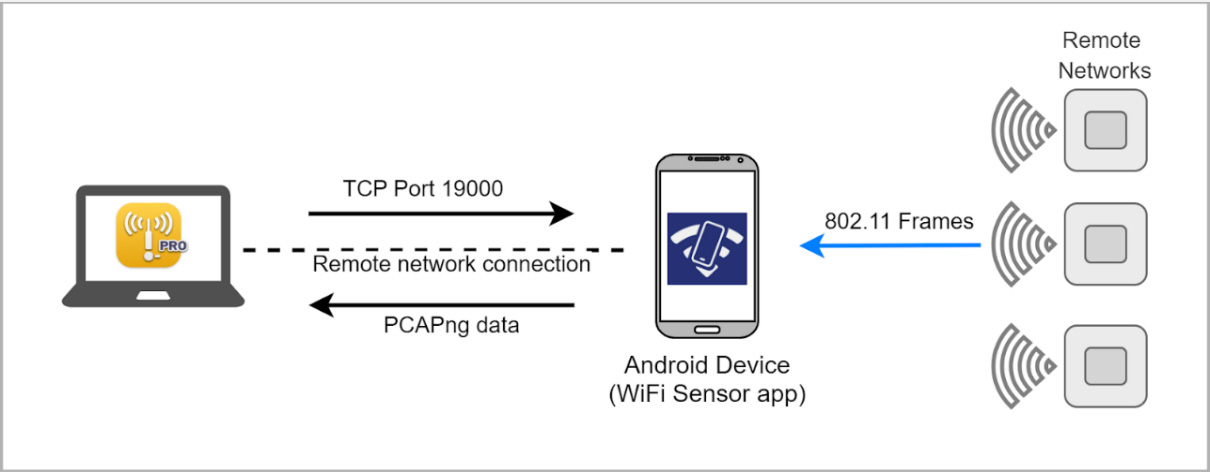 Remote
Networks
TCP Port 19000
802.11 Frames
PRO
Remote network connection
PCAPng data
Android Device
(WiFi Sensor app)